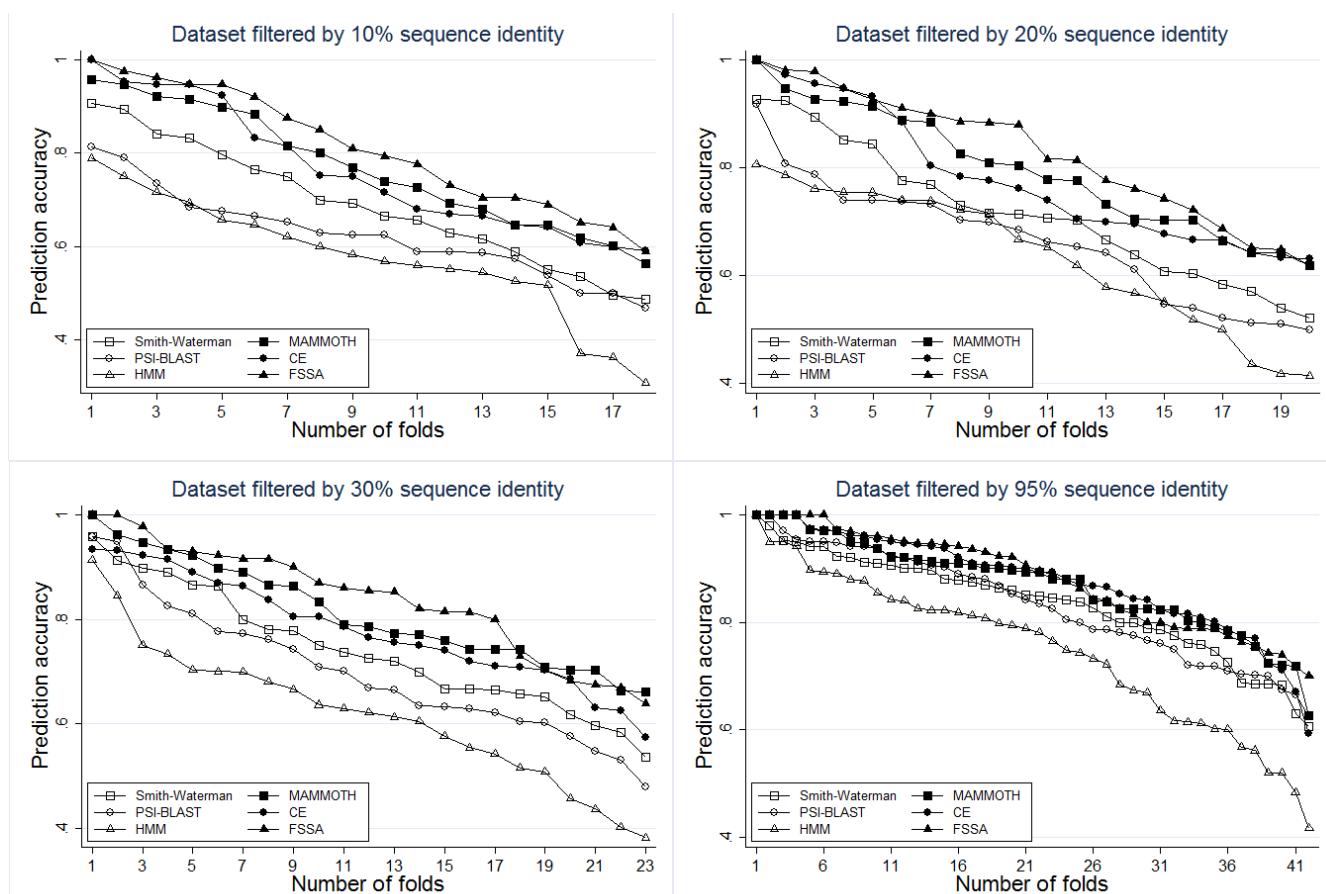 Dataset filtered by 10% sequence identity
Prediction accuracy
1
.8
.6
.4
Smith-Waterman MAMMOTH
PSI-BLAST CE
HMM FSSA
1 3 5 7 9 11 13 15 17
Number of folds
Dataset filtered by 20% sequence identity
Prediction accuracy
1
.8
.6
.4
Smith-Waterman MAMMOTH
PSI-BLAST CE
HMM FSSA
1 3 5 7 9 11 13 15 17 19
Number of folds
Dataset filtered by 30% sequence identity
Prediction accuracy
1
.8
.6
.4
Smith-Waterman MAMMOTH
PSI-BLAST CE
HMM FSSA
1 3 5 7 9 11 13 15 17 19 21 23
Number of folds
Dataset filtered by 95% sequence identity
Prediction accuracy
1
.8
.6
.4
Smith-Waterman MAMMOTH
PSI-BLAST CE
HMM FSSA
1 6 11 16 21 26 31 36 41
Number of folds